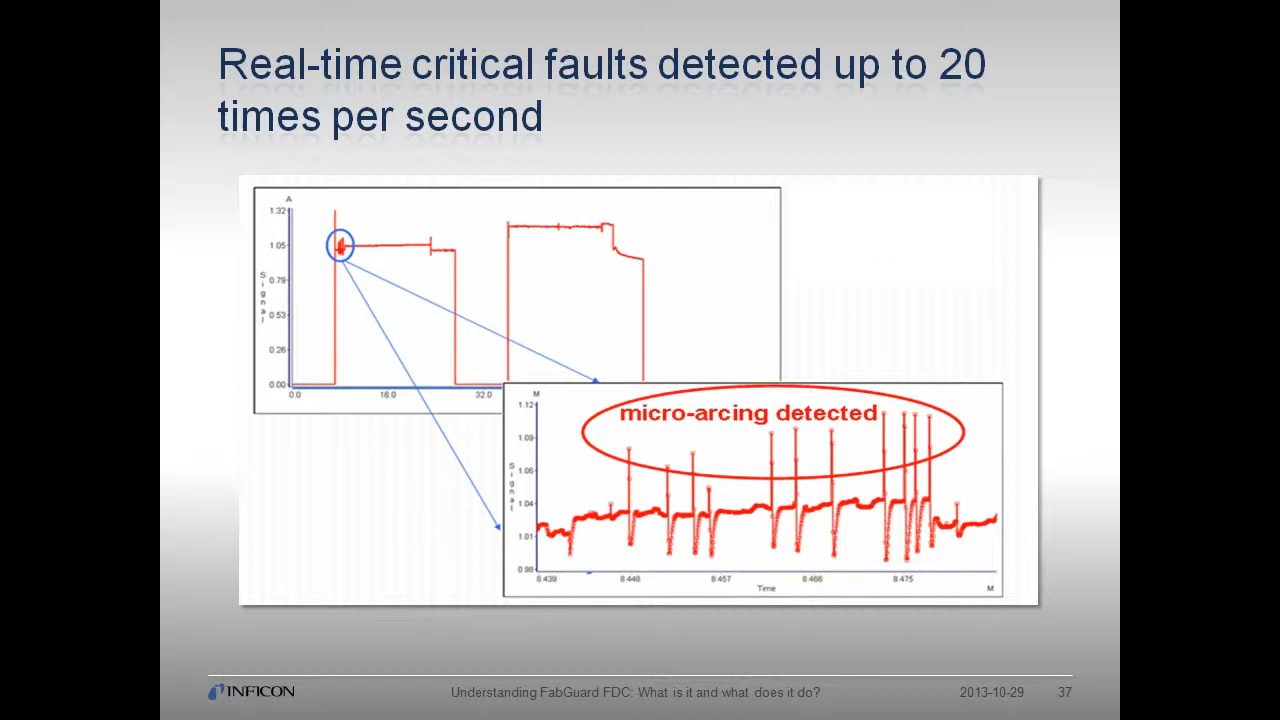 Real-time critical faults detected up to 20
times per second
A
1.32
1.05
0.79
0.53
0.26
0.00
Signal
0.0
16.0
32.0
M
1.12
1.09
1.06
1.04
1.01
0.98
Signal
micro-arcing detected
8.439
8.448
8.457
8.466
8.475
Time
M
INFICON
Understanding FabGuard FDC: What is it and what does it do?
2013-10-29
37